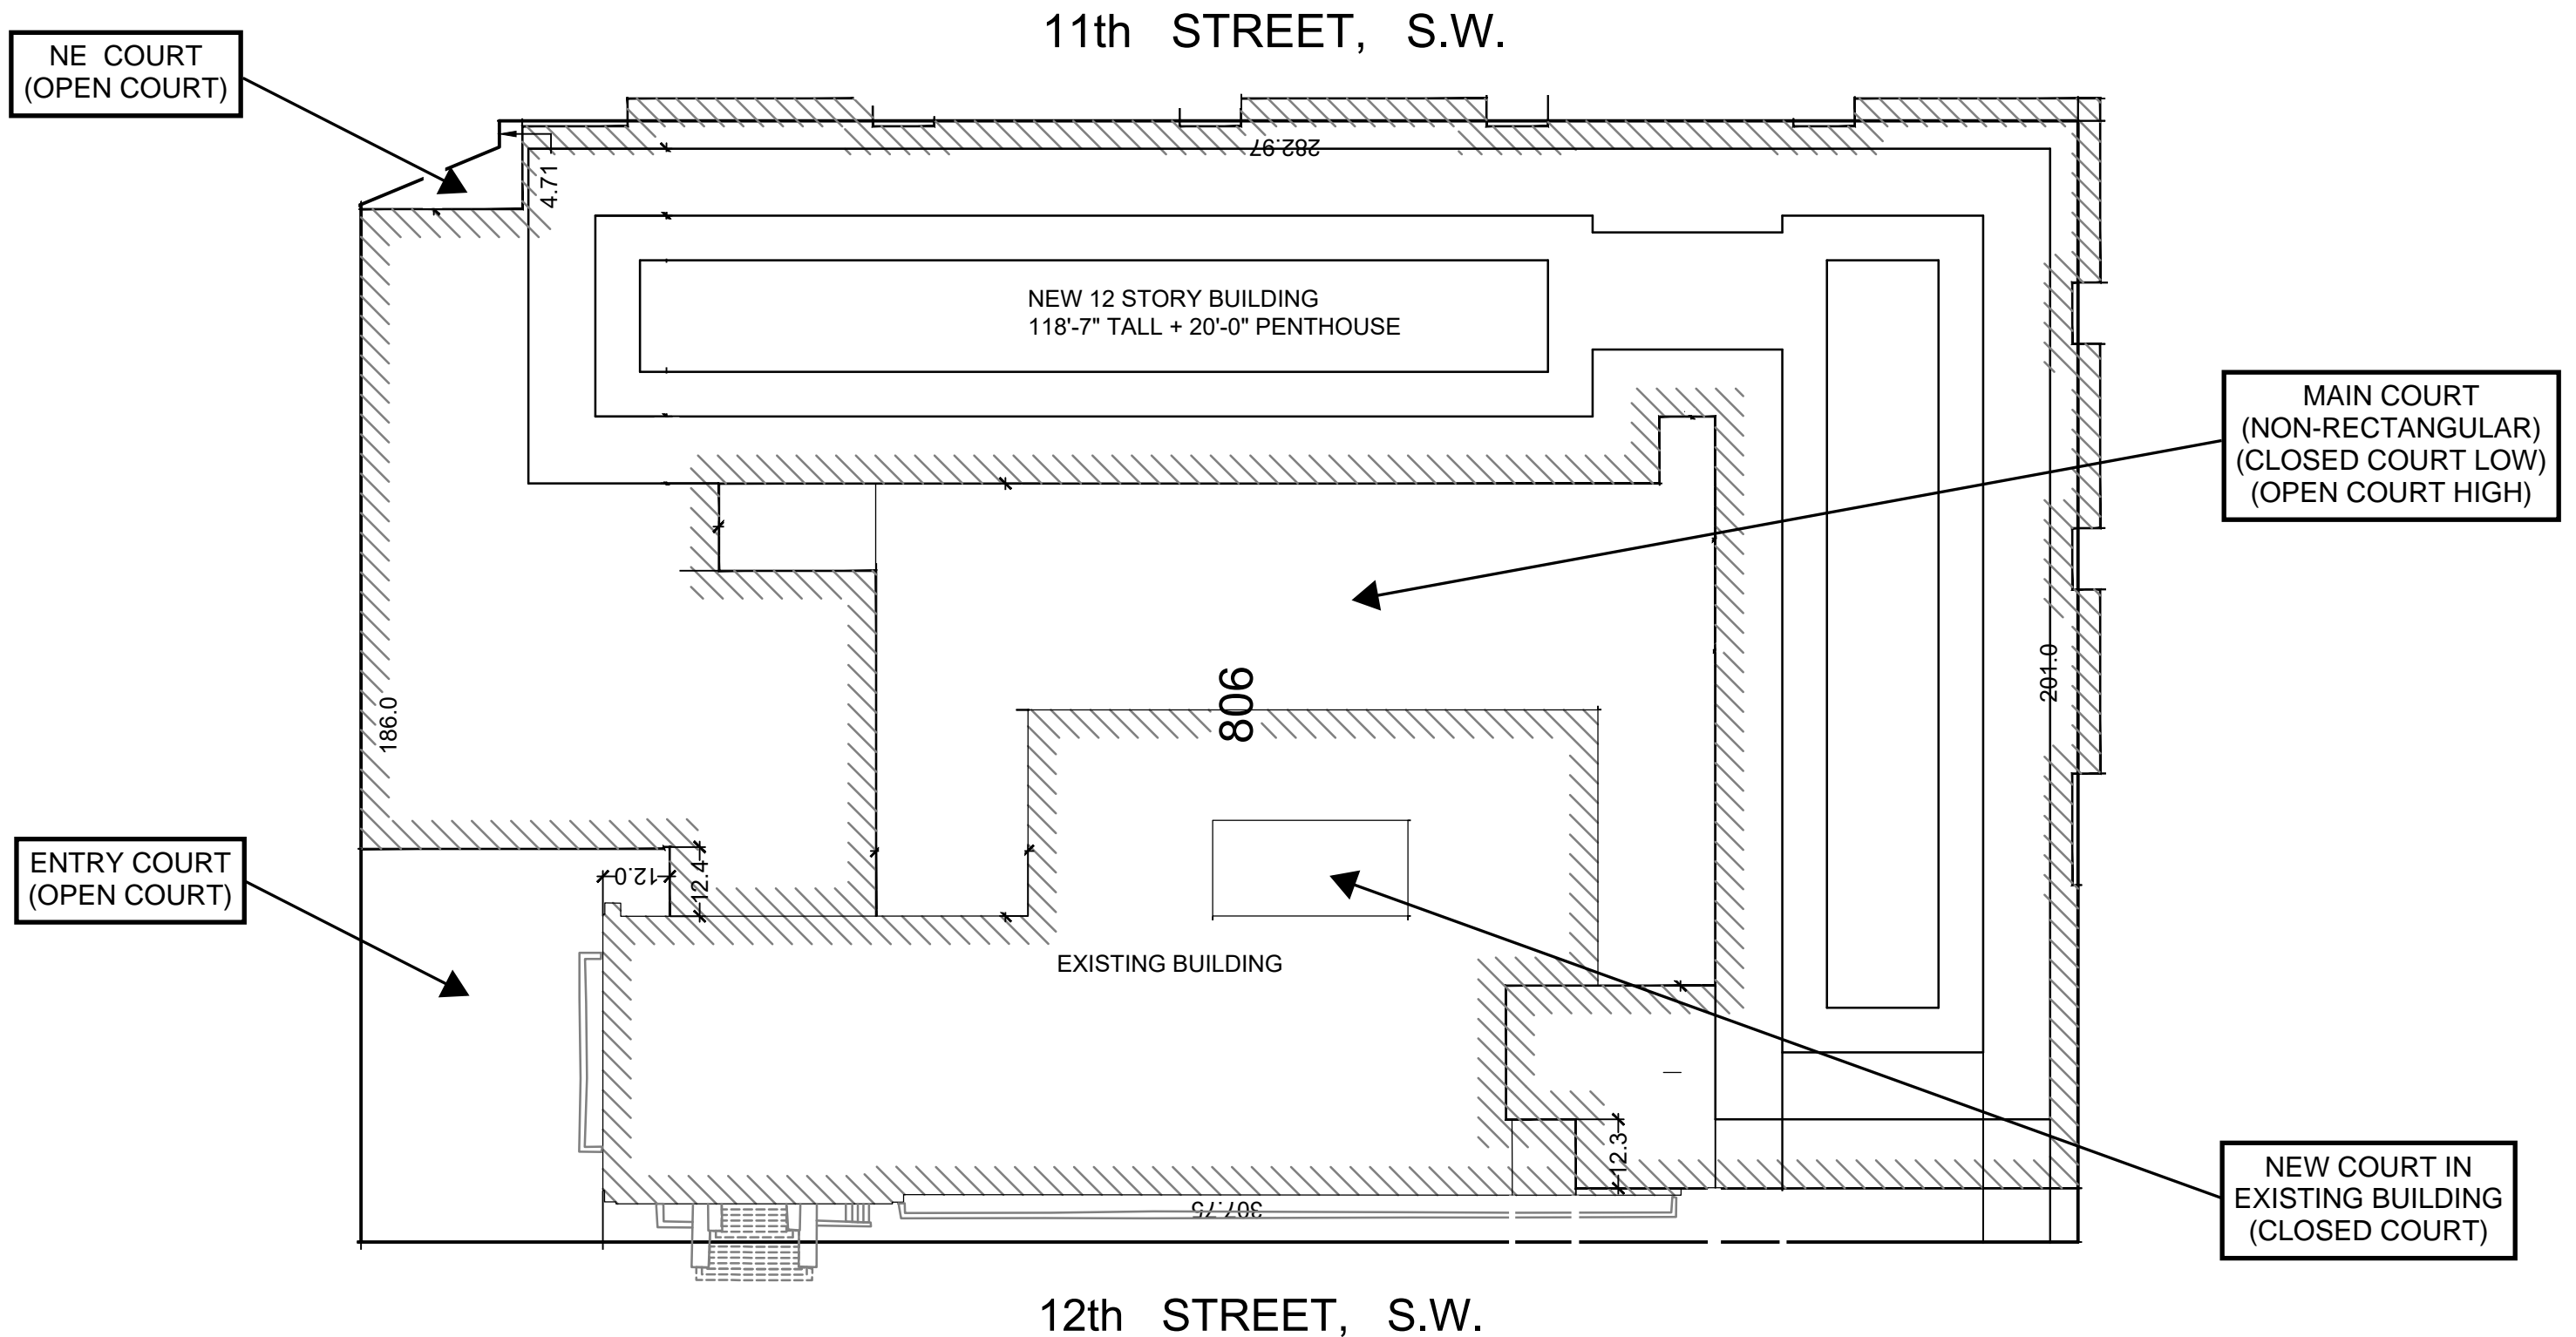 11th STREET, S.W.
NE COURT
(OPEN COURT)
4.71
282.97
NEW 12 STORY BUILDING
118'-7" TALL + 20'-0" PENTHOUSE
MAIN COURT
(NON-RECTANGULAR)
(CLOSED COURT LOW)
(OPEN COURT HIGH)
806
201.0
186.0
ENTRY COURT
(OPEN COURT)
12.0
12.4
EXISTING BUILDING
12.3
307.75
NEW COURT IN
EXISTING BUILDING
(CLOSED COURT)
12th STREET, S.W.